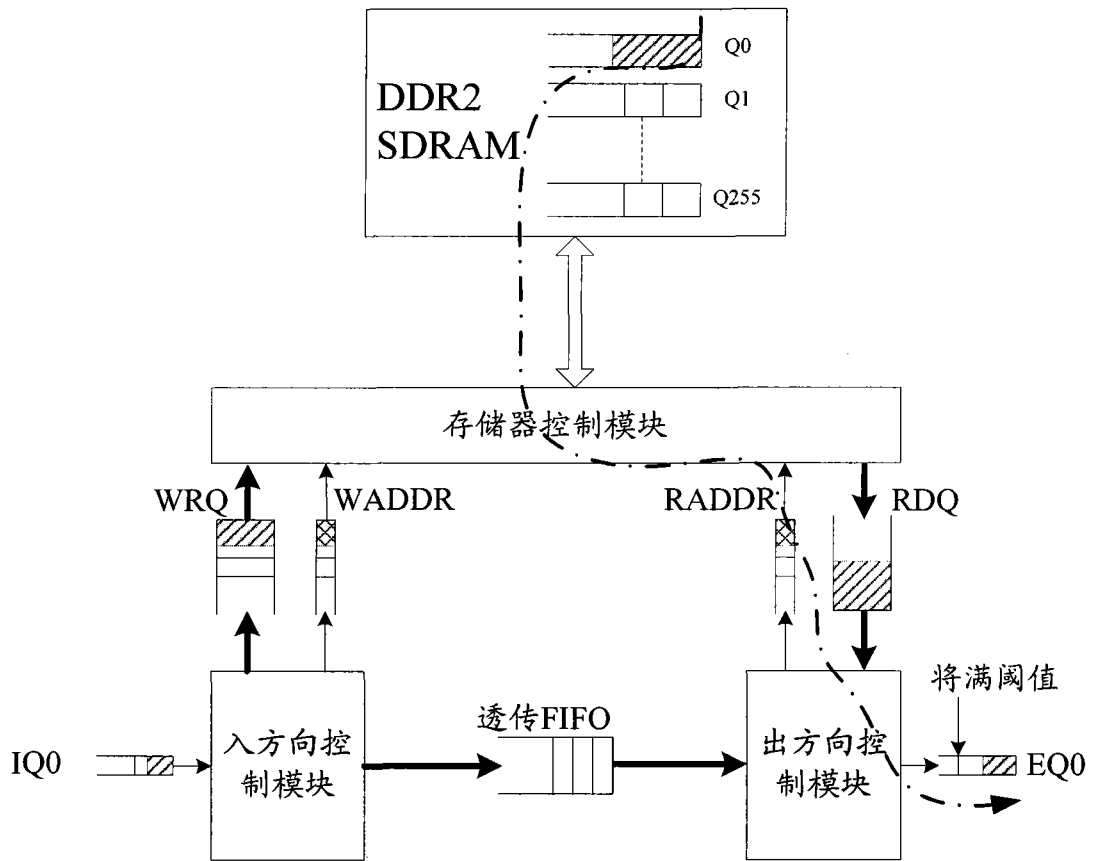 Q0
DDR2
SDRAM
Q1
Q255
存储器控制模块
WRQ
WADDR
RADDR
RDQ
将满阈值
透传FIFO
IQ0
入方向控
制模块
出方向控
制模块
EQ0